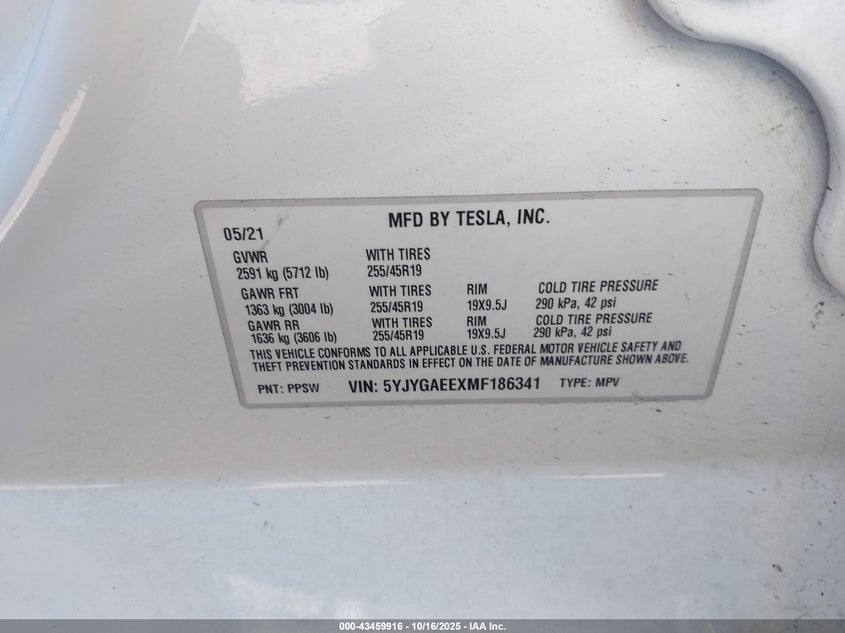 MFD BY TESLA, INC.
05/21
GVWR WITH TIRES
2591 kg (5712 lb) 255/45R19
GAWR FRT WITH TIRES RIM COLD TIRE PRESSURE
1363 kg (3004 lb) 255/45R19 19X9.5J 290 kPa, 42 psi
GAWR RR WITH TIRES RIM COLD TIRE PRESSURE
1636 kg (3606 lb) 255/45R19 19X9.5J 290 kPa, 42 psi
THIS VEHICLE CONFORMS TO ALL APPLICABLE U.S. FEDERAL MOTOR VEHICLE SAFETY AND
THEFT PREVENTION STANDARDS IN EFFECT ON THE DATE OF MANUFACTURE SHOWN ABOVE.
PNT: PPSW VIN: 5YJYGAEEXMF186341 TYPE: MPV
000-43459916 - 10/16/2025 - IAA Inc.